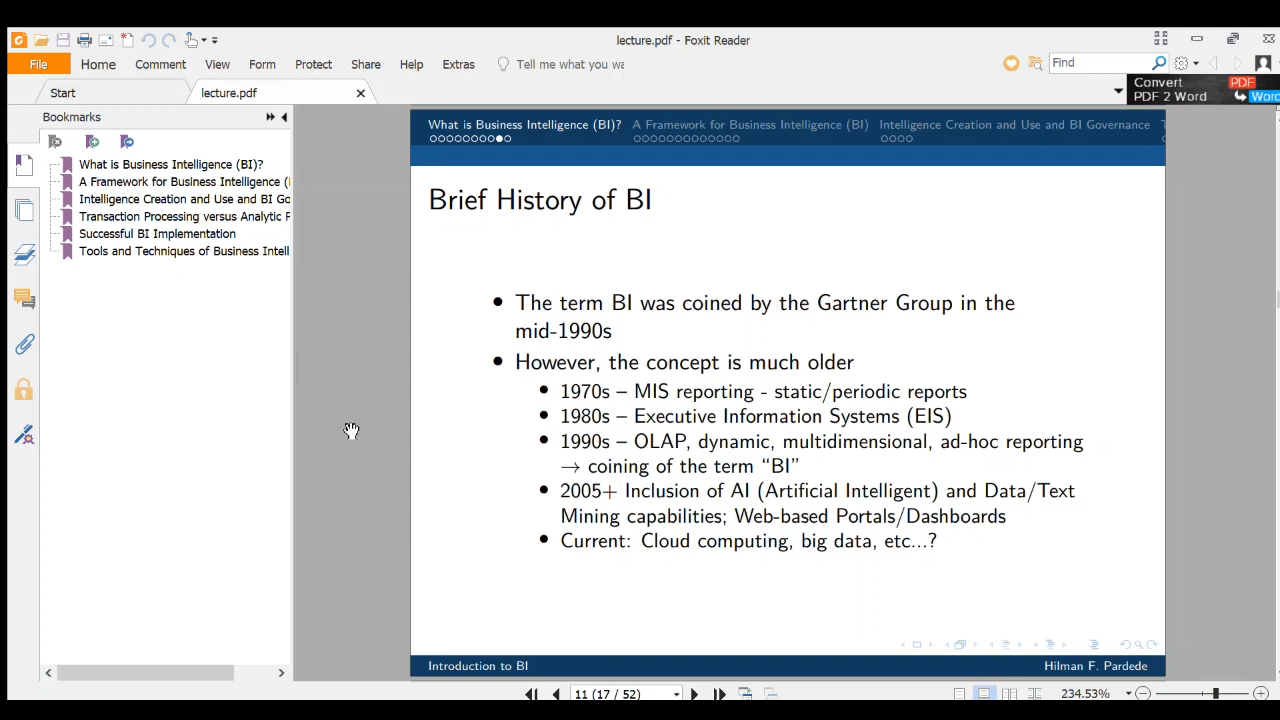 lecture.pdf - Foxit Reader
File Home Comment View Form Protect Share Help Extras Tell me what you wa Find
Start lecture.pdf
Convert PDF
PDF 2 Word Word
Bookmarks
What is Business Intelligence (BI)?
A Framework for Business Intelligence (
Intelligence Creation and Use and BI Go
Transaction Processing versus Analytic P
Successful BI Implementation
Tools and Techniques of Business Intell
What is Business Intelligence (BI)? A Framework for Business Intelligence (BI) Intelligence Creation and Use and BI Governance
Brief History of BI
• The term BI was coined by the Gartner Group in the
mid-1990s
• However, the concept is much older
• 1970s – MIS reporting - static/periodic reports
• 1980s – Executive Information Systems (EIS)
• 1990s – OLAP, dynamic, multidimensional, ad-hoc reporting
→ coining of the term “BI”
• 2005+ Inclusion of AI (Artificial Intelligent) and Data/Text
Mining capabilities; Web-based Portals/Dashboards
• Current: Cloud computing, big data, etc...?
Introduction to BI Hilman F. Pardede
11 (17 / 52) 234.53%